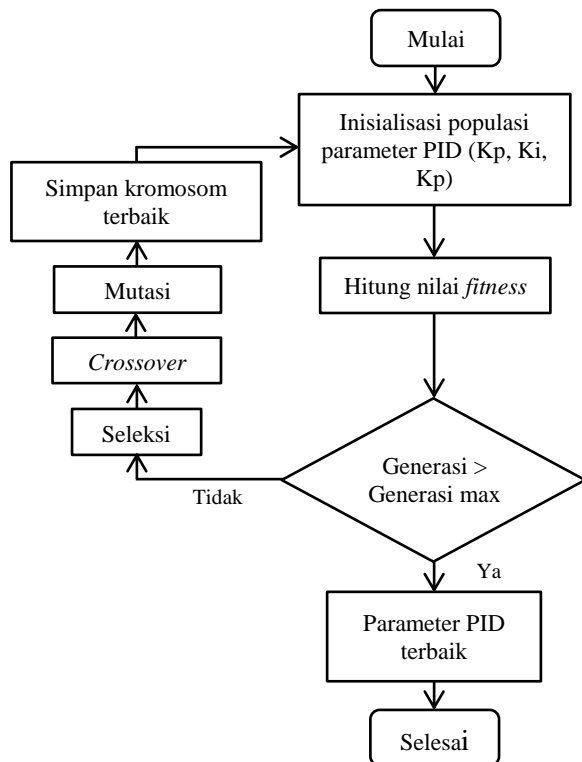 Mulai
Inisialisasi populasi
parameter PID (Kp, Ki,
Kp)
Hitung nilai fitness
Generasi >
Generasi max
Tidak
Seleksi
Crossover
Mutasi
Simpan kromosom
terbaik
Ya
Parameter PID
terbaik
Selesai